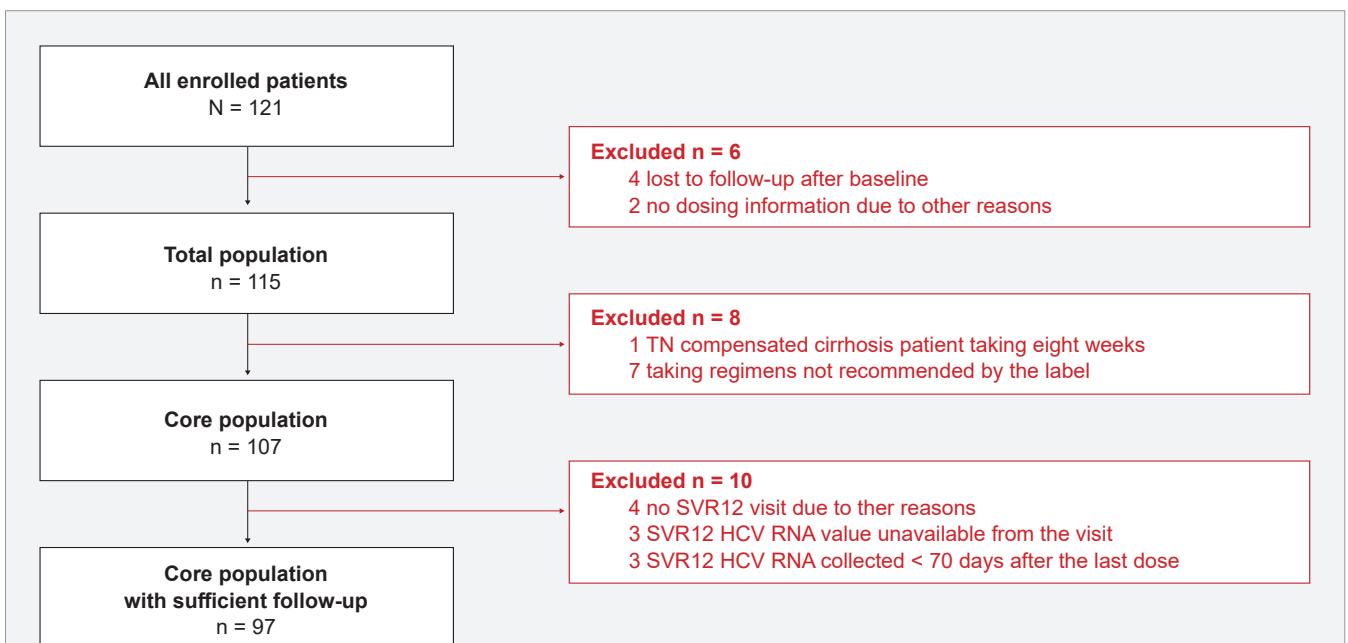 All enrolled patients
N = 121
Excluded n = 6
4 lost to follow-up after baseline
2 no dosing information due to other reasons
Total population
n = 115
Excluded n = 8
1 TN compensated cirrhosis patient taking eight weeks
7 taking regimens not recommended by the label
Core population
n = 107
Excluded n = 10
4 no SVR12 visit due to ther reasons
3 SVR12 HCV RNA value unavailable from the visit
3 SVR12 HCV RNA collected < 70 days after the last dose
Core population
with sufficient follow-up
n = 97